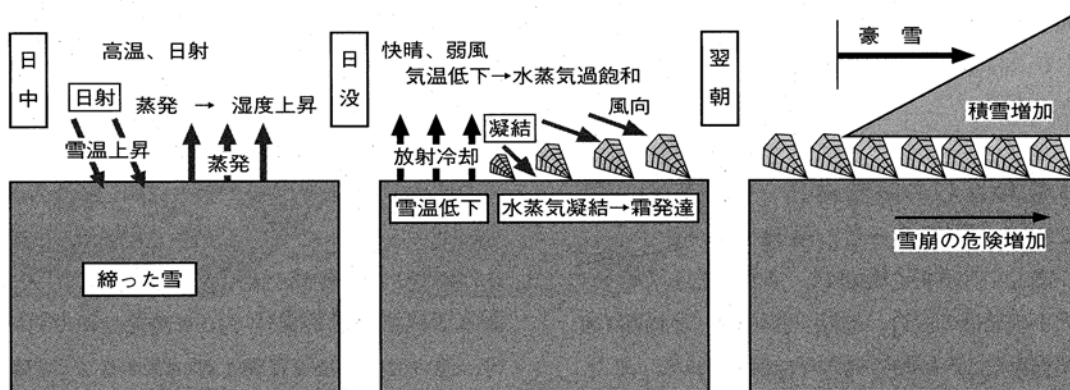 日中
高温、日射
日射
蒸発 → 湿度上昇
雪温上昇
蒸発
締った雪
日没
快晴、弱風
気温低下→水蒸気過飽和
風向
凝結
放射冷却
雪温低下
水蒸気凝結→霜発達
翌朝
豪雪
積雪増加
雪崩の危険増加